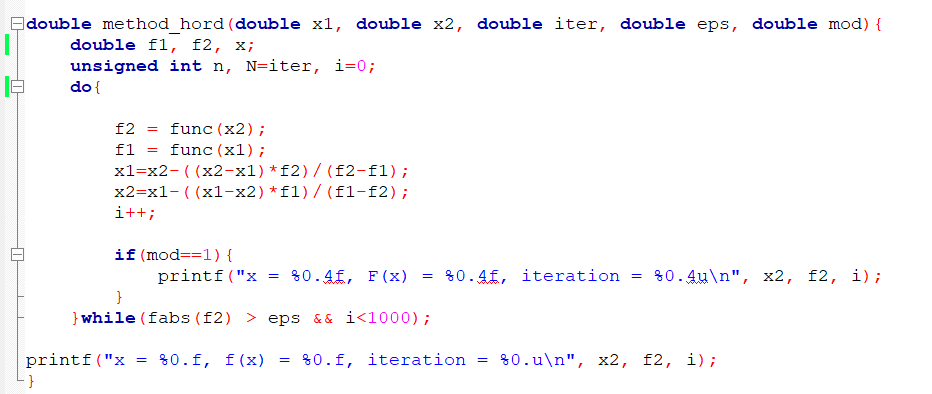 double method_hord(double x1, double x2, double iter, double eps, double mod){
double f1, f2, x;
unsigned int n, N=iter, i=0;
do{
f2 = func(x2);
f1 = func(x1);
x1=x2-((x2-x1)*f2)/(f2-f1);
x2=x1-((x1-x2)*f1)/(f1-f2);
i++;
if(mod==1){
printf("x = %0.4f, F(x) = %0.4f, iteration = %0.4u\n", x2, f2, i);
}
}while(fabs(f2) > eps && i<1000);
printf("x = %0.f, f(x) = %0.f, iteration = %0.u\n", x2, f2, i);
}